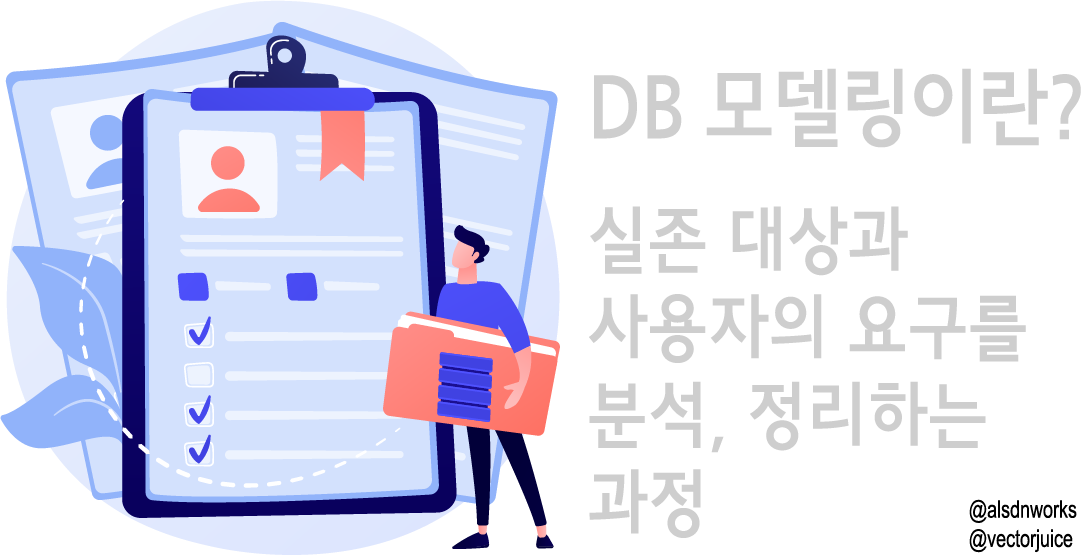 DB 모델링이란?
실존 대상과
사용자의 요구를
분석, 정리하는
과정
@alsdnworks
@vectorjuice